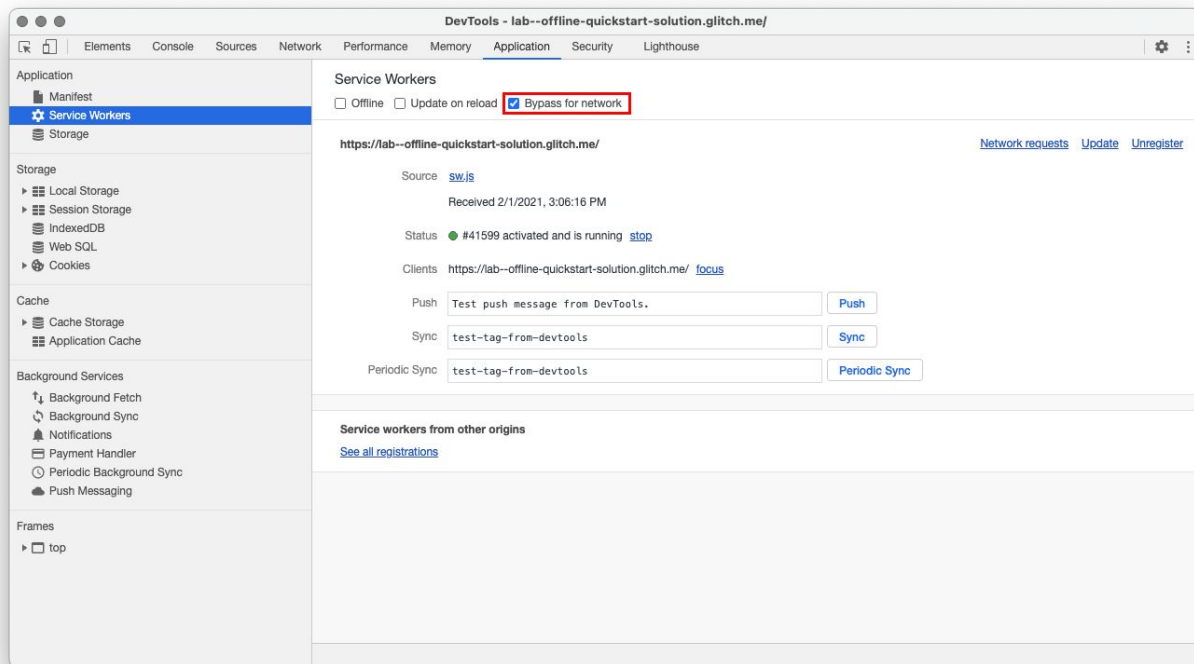 DevTools - lab--offline-quickstart-solution.glitch.me/
Elements Console Sources Network Performance Memory Application Security Lighthouse
Application
Manifest
Service Workers
Storage
Storage
Local Storage
Session Storage
IndexedDB
Web SQL
Cookies
Cache
Cache Storage
Application Cache
Background Services
Background Fetch
Background Sync
Notifications
Payment Handler
Periodic Background Sync
Push Messaging
Frames
top
Service Workers
Offline Update on reload Bypass for network
https://lab--offline-quickstart-solution.glitch.me/ Network requests Update Unregister
Source sw.js
Received 2/1/2021, 3:06:16 PM
Status #41599 activated and is running stop
Clients https://lab--offline-quickstart-solution.glitch.me/ focus
Push Test push message from DevTools. Push
Sync test-tag-from-devtools Sync
Periodic Sync test-tag-from-devtools Periodic Sync
Service workers from other origins
See all registrations